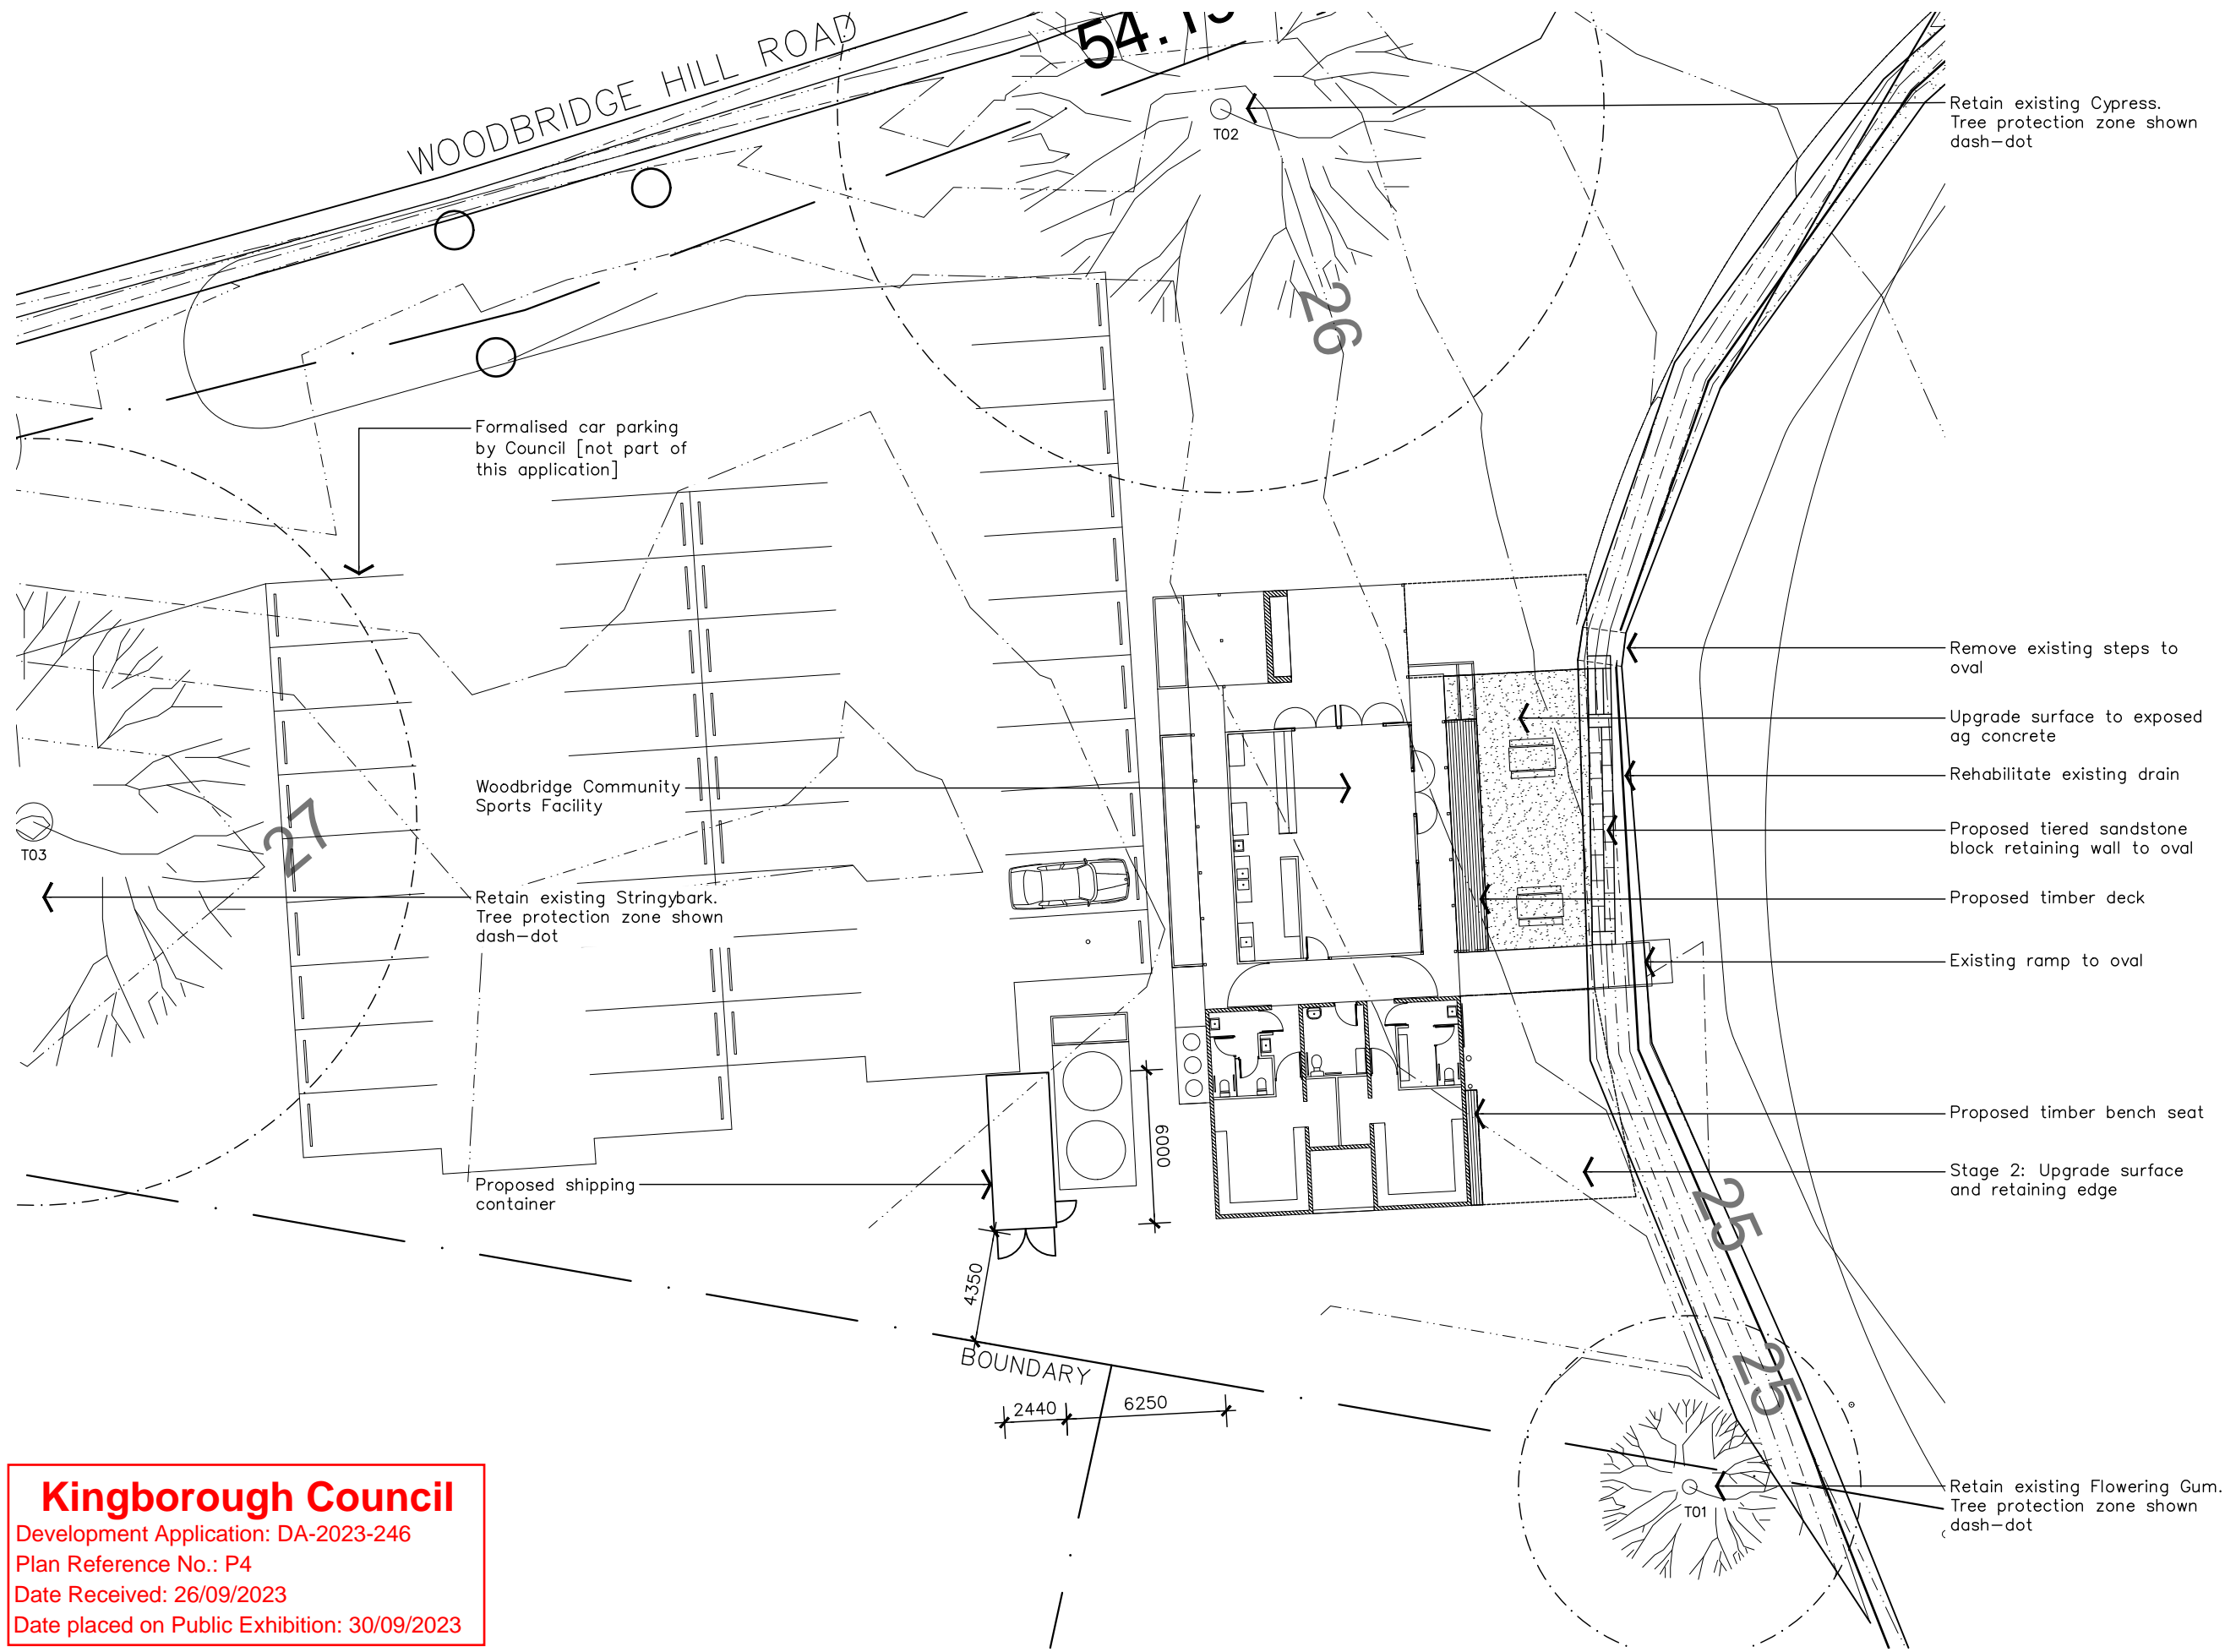 WOODBRIDGE HILL ROAD
T02
Retain existing Cypress.
Tree protection zone shown
dash-dot
26
Formalised car parking
by Council [not part of
this application]
Remove existing steps to
oval
Upgrade surface to exposed
ag concrete
Woodbridge Community
Sports Facility
Rehabilitate existing drain
Proposed tiered sandstone
block retaining wall to oval
T03
27
Retain existing Stringybark.
Tree protection zone shown
dash-dot
Proposed timber deck
Existing ramp to oval
Proposed timber bench seat
6000
Proposed shipping
container
Stage 2: Upgrade surface
and retaining edge
25
4350
BOUNDARY
2440
6250
25
T01
Retain existing Flowering Gum.
Tree protection zone shown
dash-dot
Kingborough Council
Development Application: DA-2023-246
Plan Reference No.: P4
Date Received: 26/09/2023
Date placed on Public Exhibition: 30/09/2023